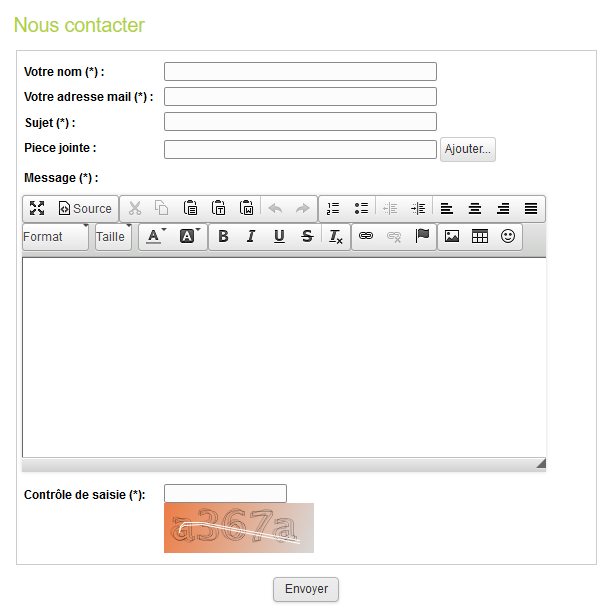 Nous contacter
Votre nom (*) :
Votre adresse mail (*) :
Sujet (*) :
Piece jointe :
Ajouter...
Message (*) :
Source
Format
Taille
A A B I U S Tx
Contrôle de saisie (*):
a367a
Envoyer